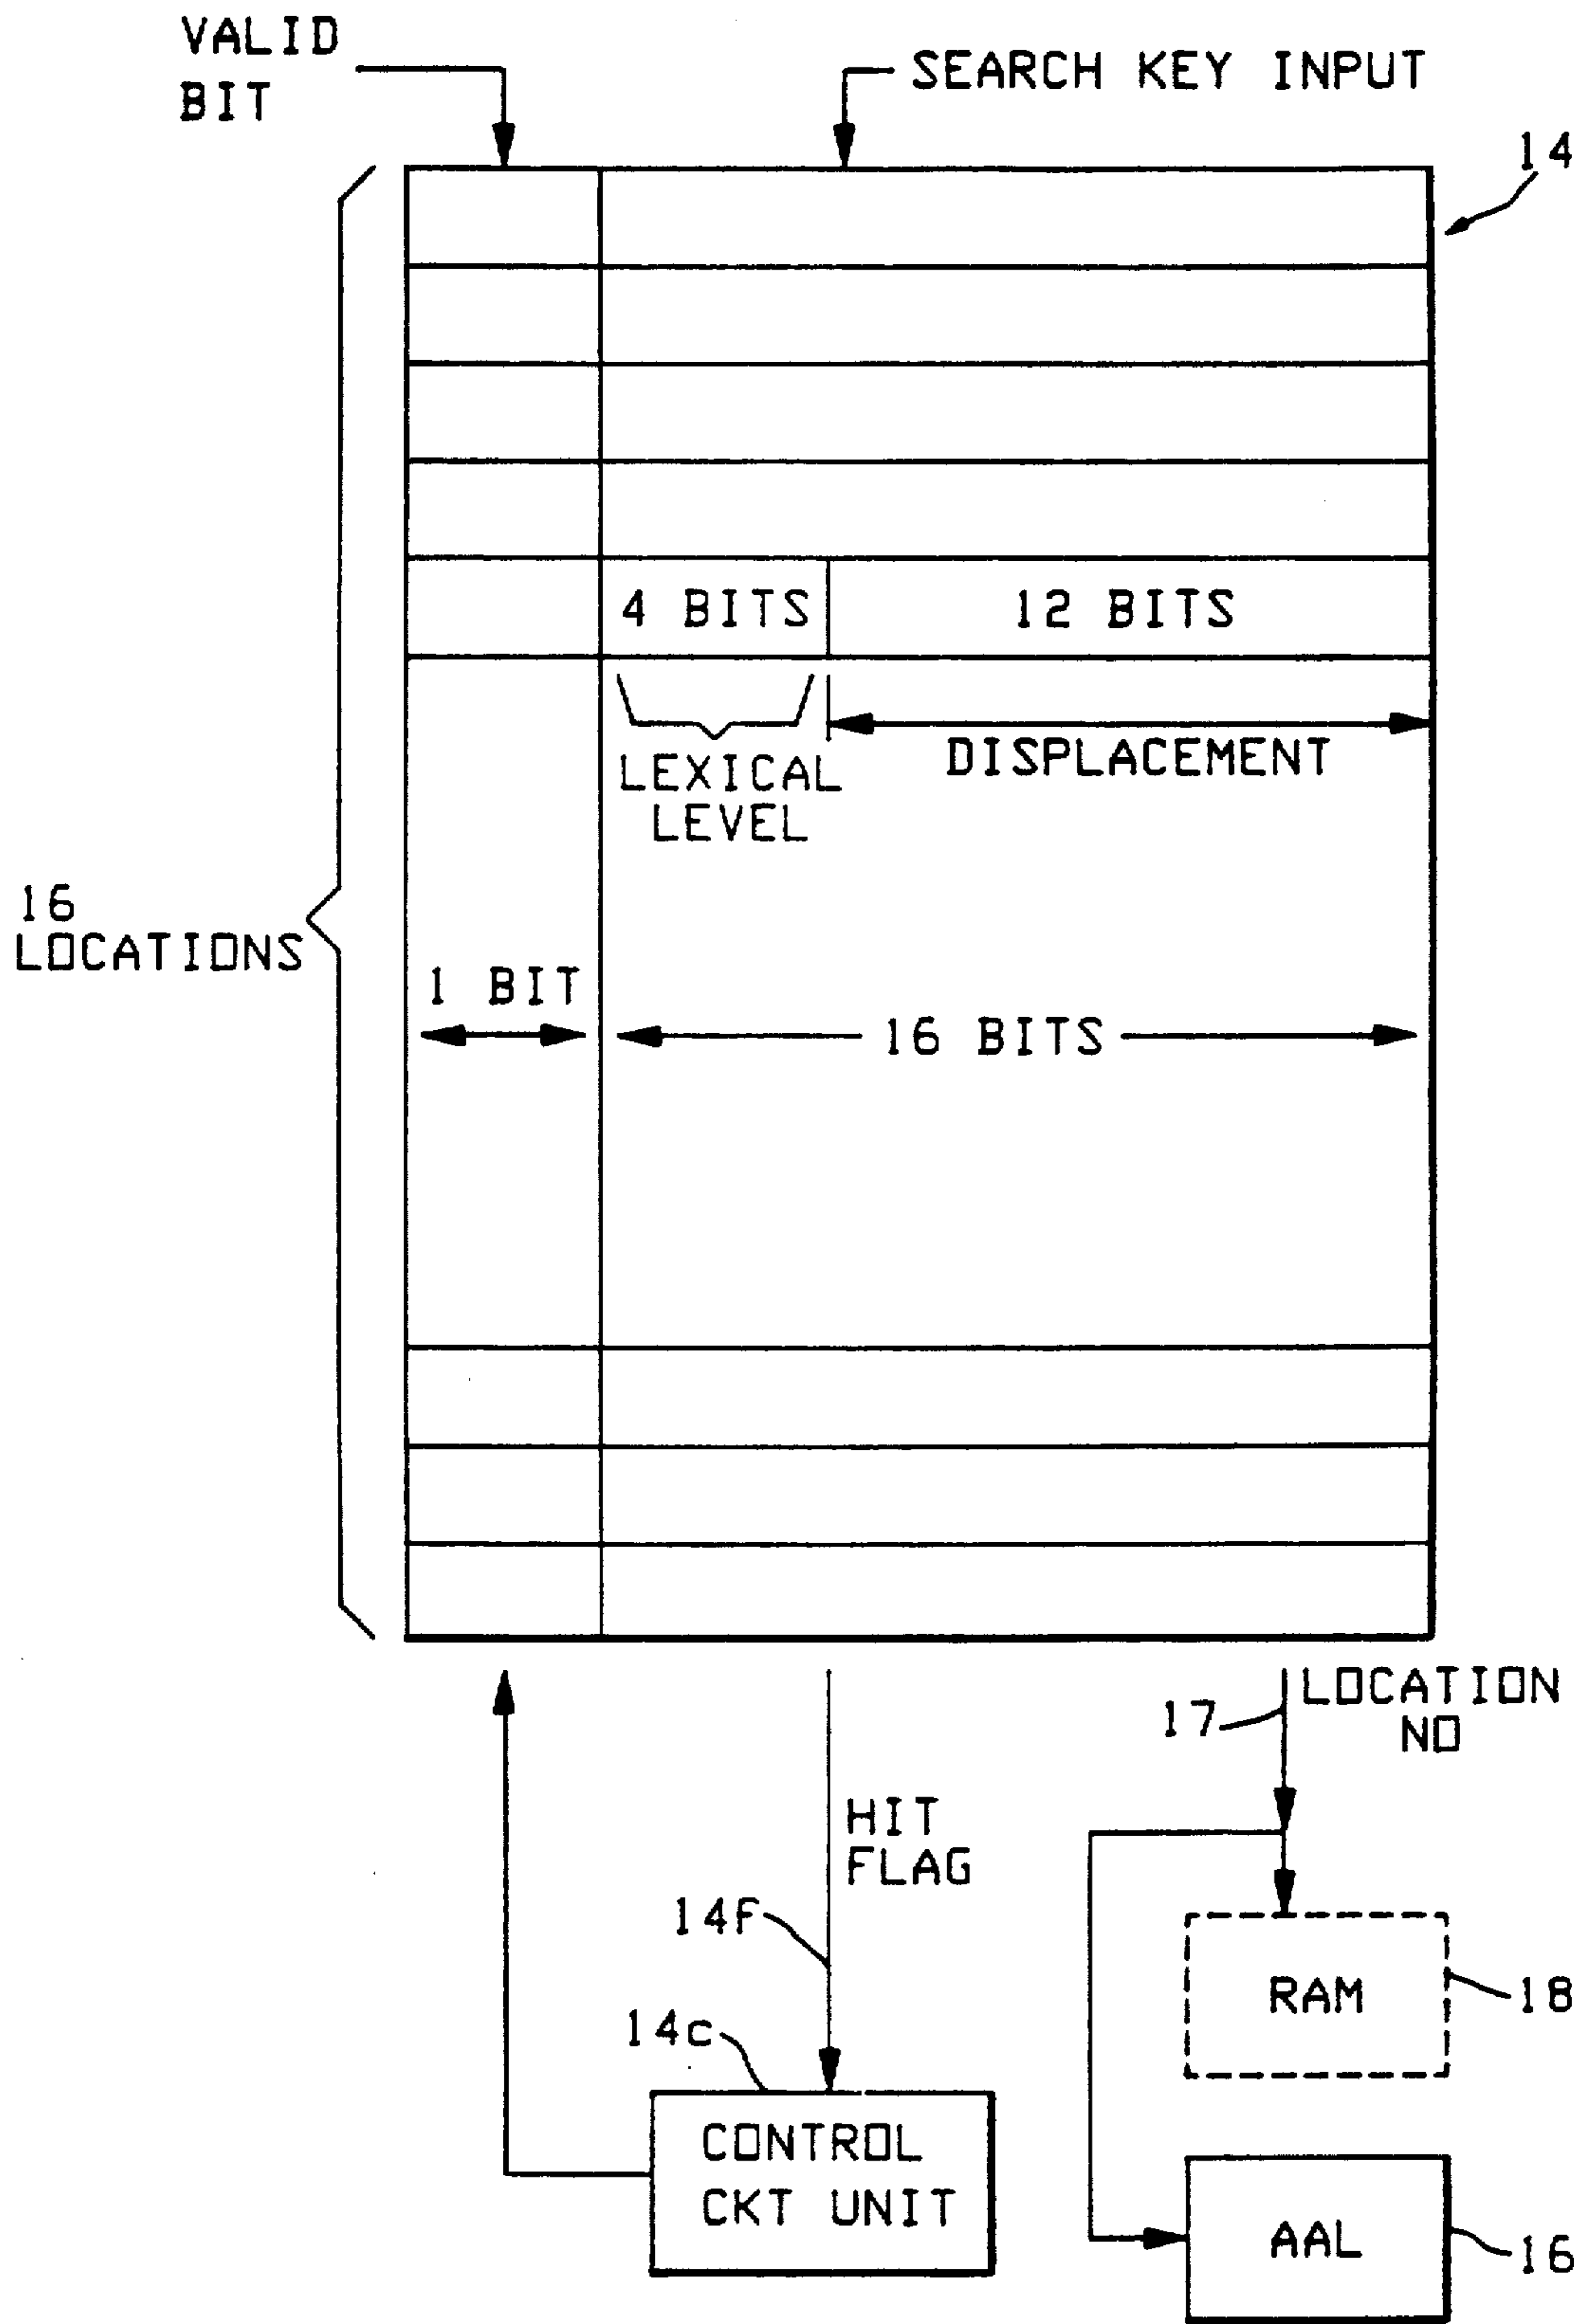 VALID
BIT
SEARCH KEY INPUT
14
4 BITS
12 BITS
LEXICAL
LEVEL
DISPLACEMENT
16
LOCATIONS
1 BIT
16 BITS
LOCATION
NO
17
HIT
FLAG
14f
RAM
18
14c
CONTROL
CKT UNIT
AAL
16